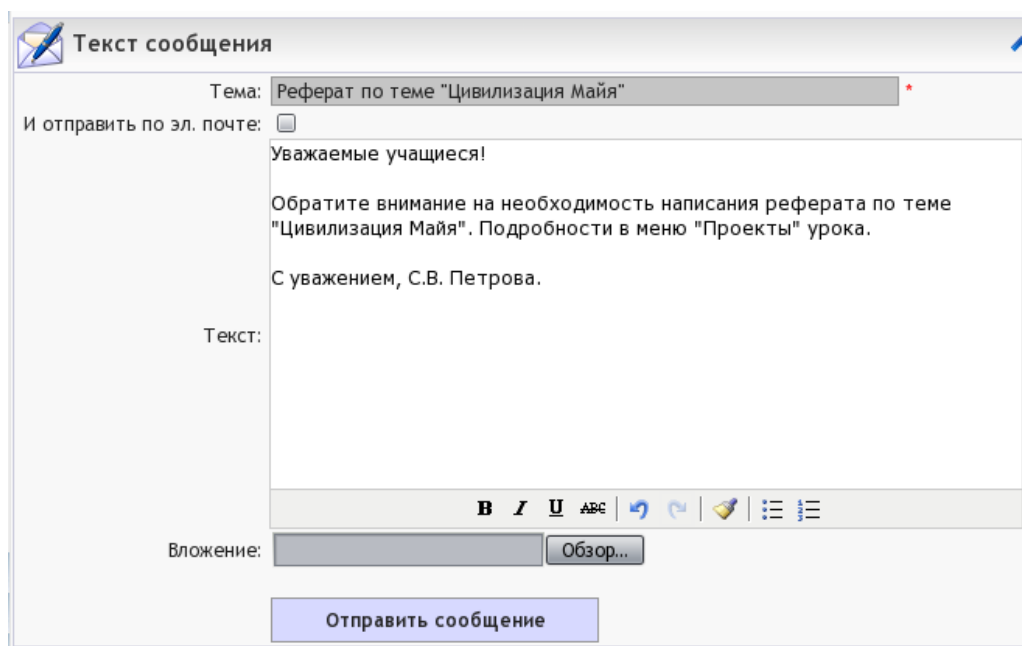 Текст сообщения
Тема: Реферат по теме "Цивилизация Майя" *
И отправить по эл. почте:
Уважаемые учащиеся!
Обратите внимание на необходимость написания реферата по теме
"Цивилизация Майя". Подробности в меню "Проекты" урока.
С уважением, С.В. Петрова.
Текст:
B I U ABC
Вложение: Обзор...
Отправить сообщение